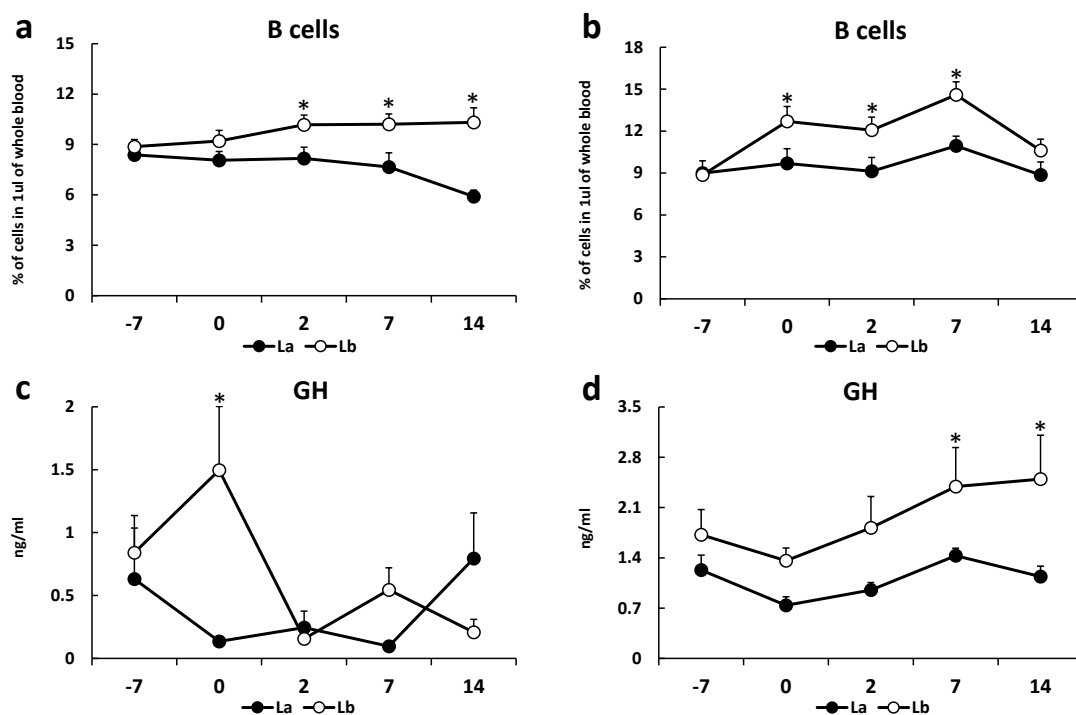 a
B cells
% of cells in 1ul of whole blood
15
12
9
6
3
0
* * *
-7 0 2 7 14
La Lb
b
B cells
% of cells in 1ul of whole blood
18
15
12
9
6
3
0
* * *
-7 0 2 7 14
La Lb
c
GH
ng/ml
2
1.5
1
0.5
0
*
-7 0 2 7 14
La Lb
d
GH
ng/ml
3.5
2.8
2.1
1.4
0.7
0
* *
-7 0 2 7 14
La Lb